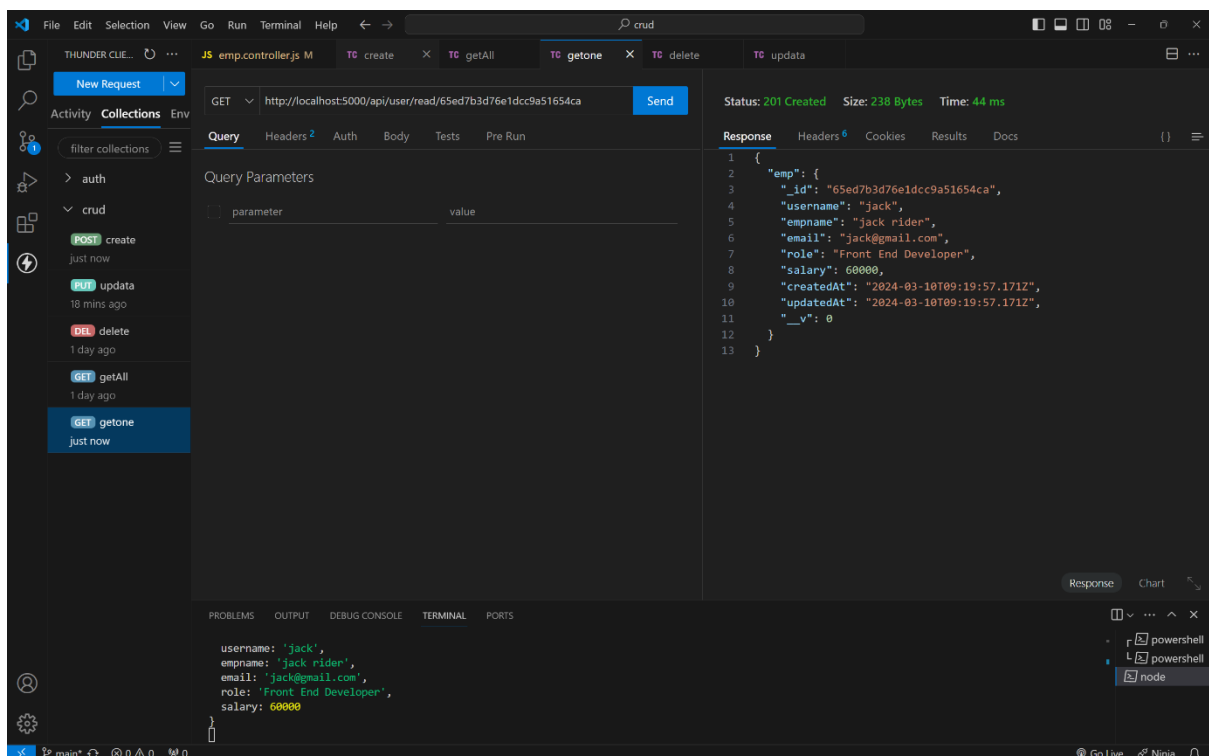 File Edit Selection View Go Run Terminal Help ← → crud
THUNDER CLIE... ···
JS emp.controller.js M TC create × TC getAll TC getone × TC delete TC updata ···
New Request
Activity Collections Env
filter collections
> auth
crud
POST create
just now
PUT updata
18 mins ago
DEL delete
1 day ago
GET getAll
1 day ago
GET getone
just now
GET http://localhost:5000/api/user/read/65ed7b3d76e1dcc9a51654ca Send
Query Headers 2 Auth Body Tests Pre Run
Query Parameters
parameter value
Status: 201 Created Size: 238 Bytes Time: 44 ms
Response Headers 6 Cookies Results Docs { }
1 {
2 "emp": {
3 "_id": "65ed7b3d76e1dcc9a51654ca",
4 "username": "jack",
5 "empname": "jack rider",
6 "email": "jack@gmail.com",
7 "role": "Front End Developer",
8 "salary": 60000,
9 "createdAt": "2024-03-10T09:19:57.171Z",
10 "updatedAt": "2024-03-10T09:19:57.171Z",
11 "__v": 0
12 }
13 }
Response Chart
PROBLEMS OUTPUT DEBUG CONSOLE TERMINAL PORTS
username: 'jack',
empname: 'jack rider',
email: 'jack@gmail.com',
role: 'Front End Developer',
salary: 60000
}
powershell
powershell
node
1
main* 0 0 0 Go Live Ninja